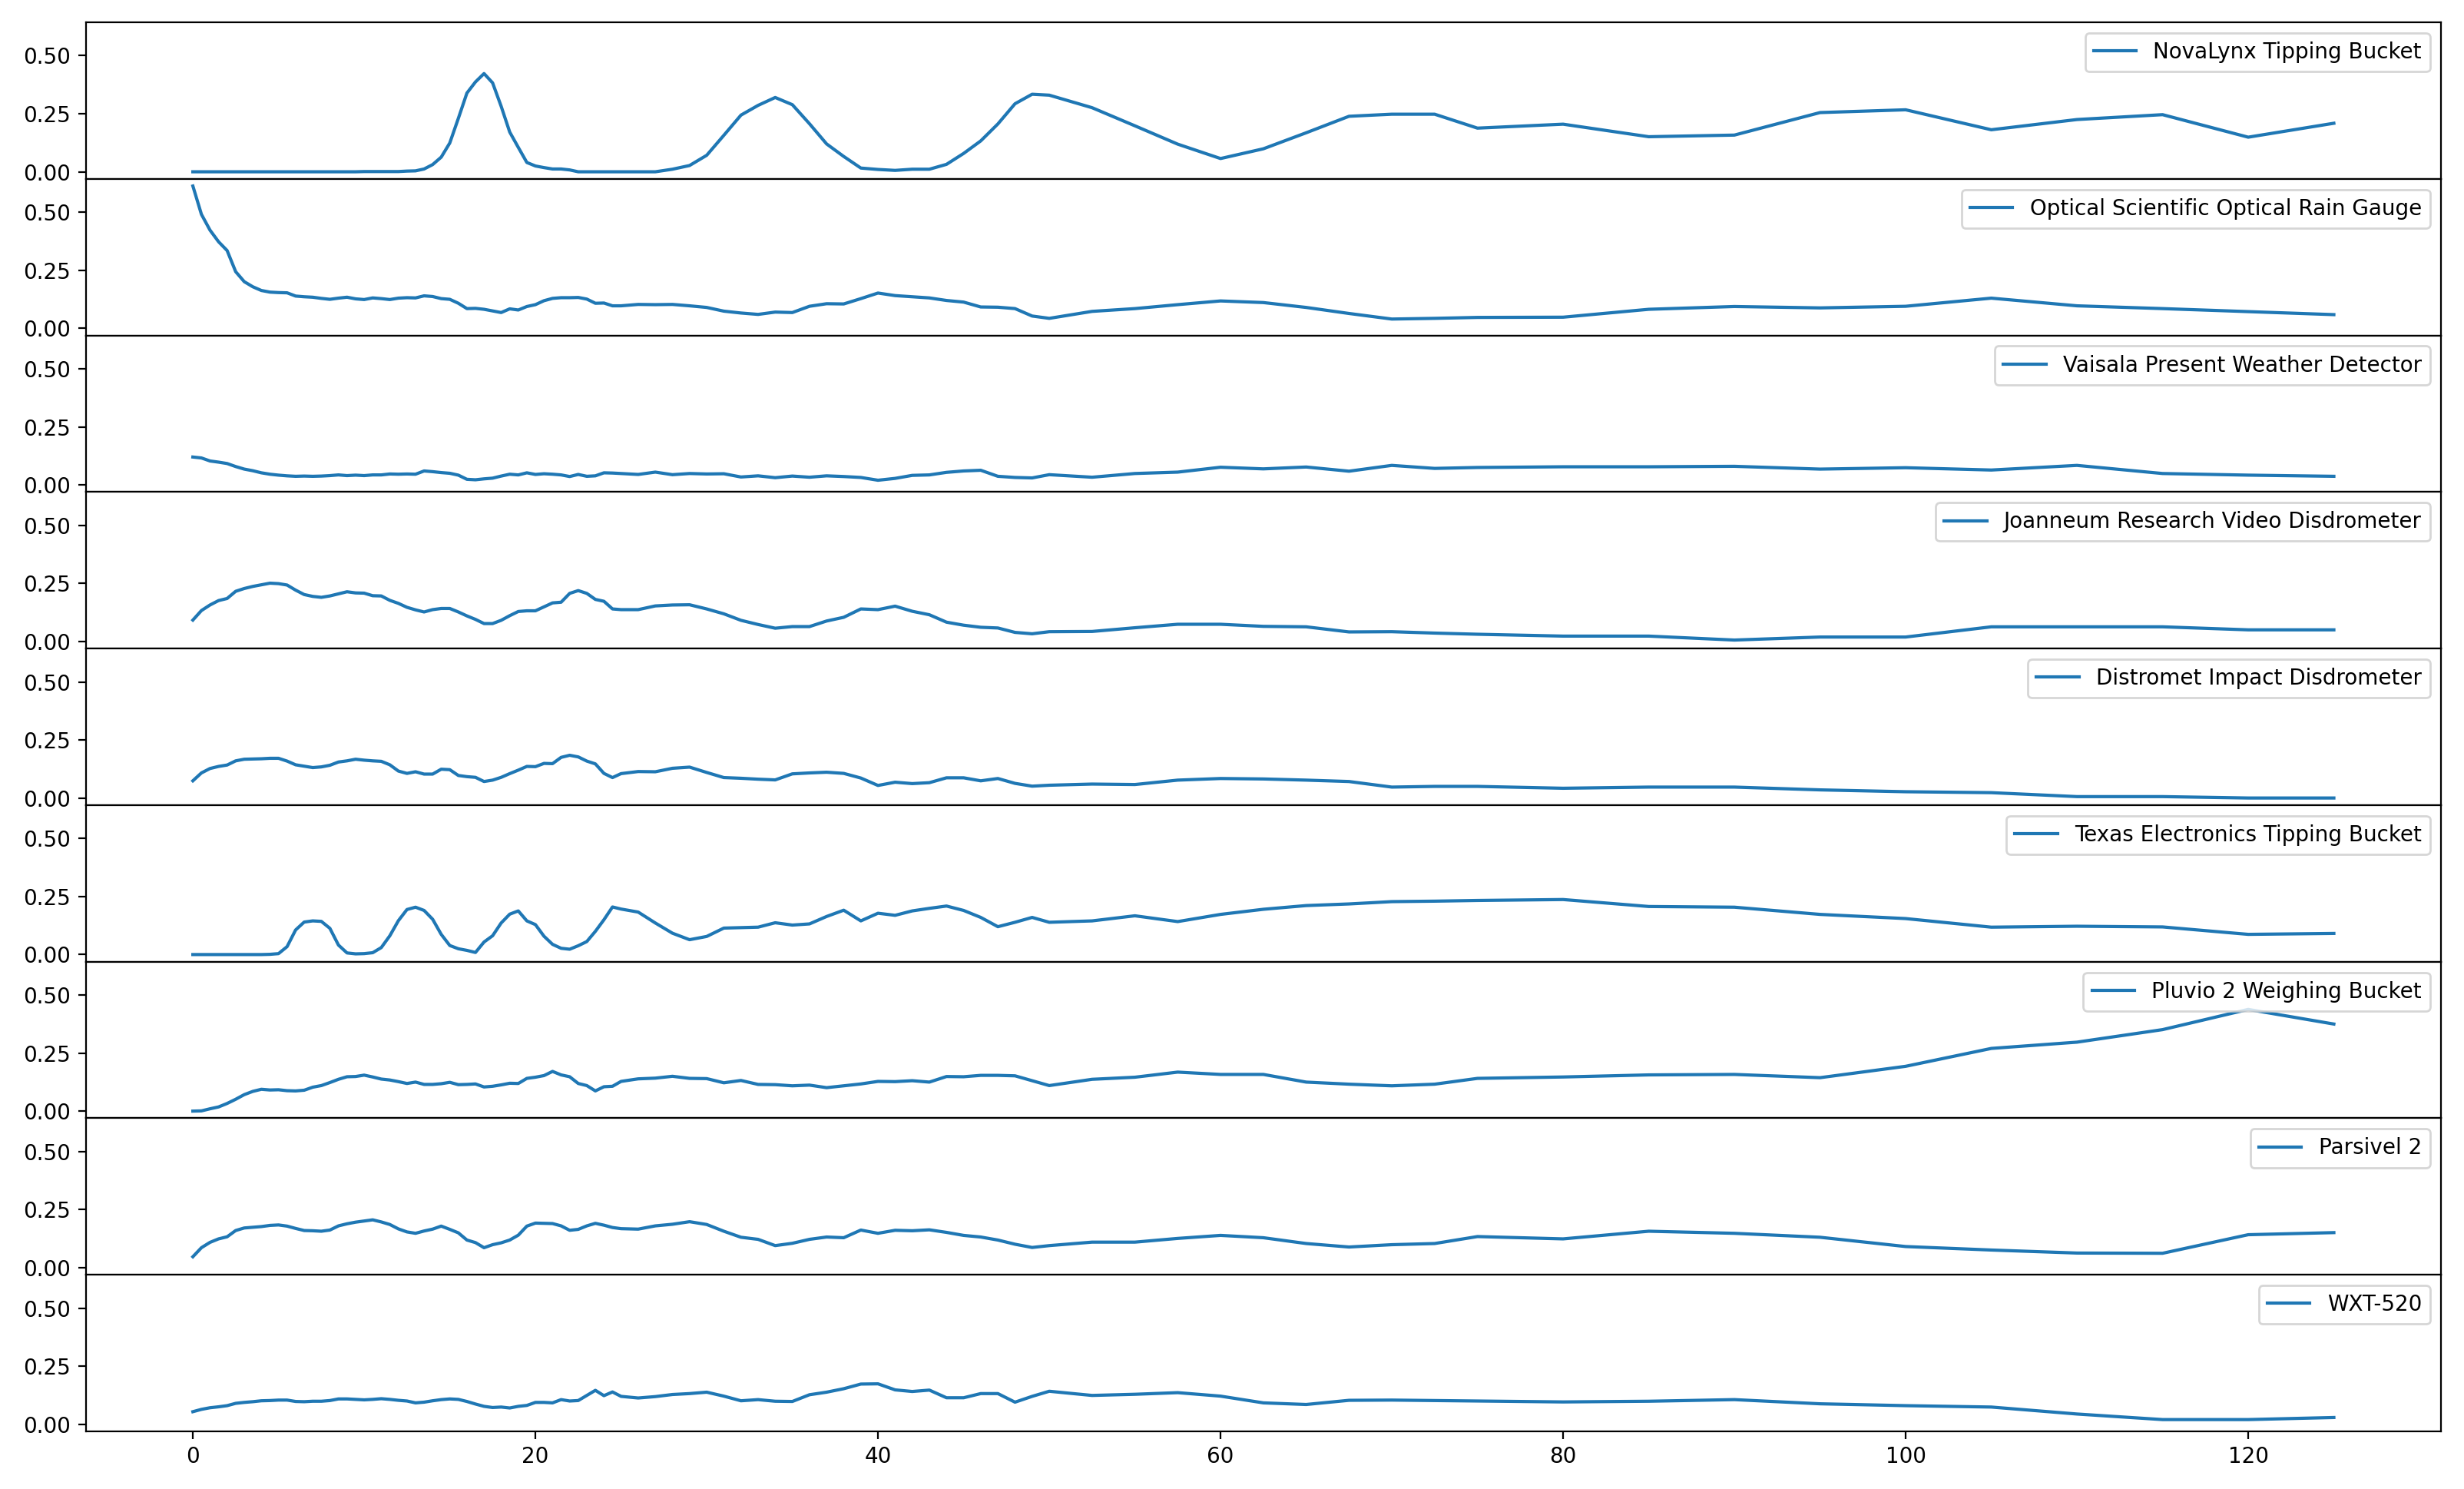 NovaLynx Tipping Bucket
0.50
0.25
0.00
Optical Scientific Optical Rain Gauge
0.50
0.25
0.00
Vaisala Present Weather Detector
0.50
0.25
0.00
Joanneum Research Video Disdrometer
0.50
0.25
0.00
Distromet Impact Disdrometer
0.50
0.25
0.00
Texas Electronics Tipping Bucket
0.50
0.25
0.00
Pluvio 2 Weighing Bucket
0.50
0.25
0.00
Parsivel 2
0.50
0.25
0.00
WXT-520
0.50
0.25
0.00
0 20 40 60 80 100 120